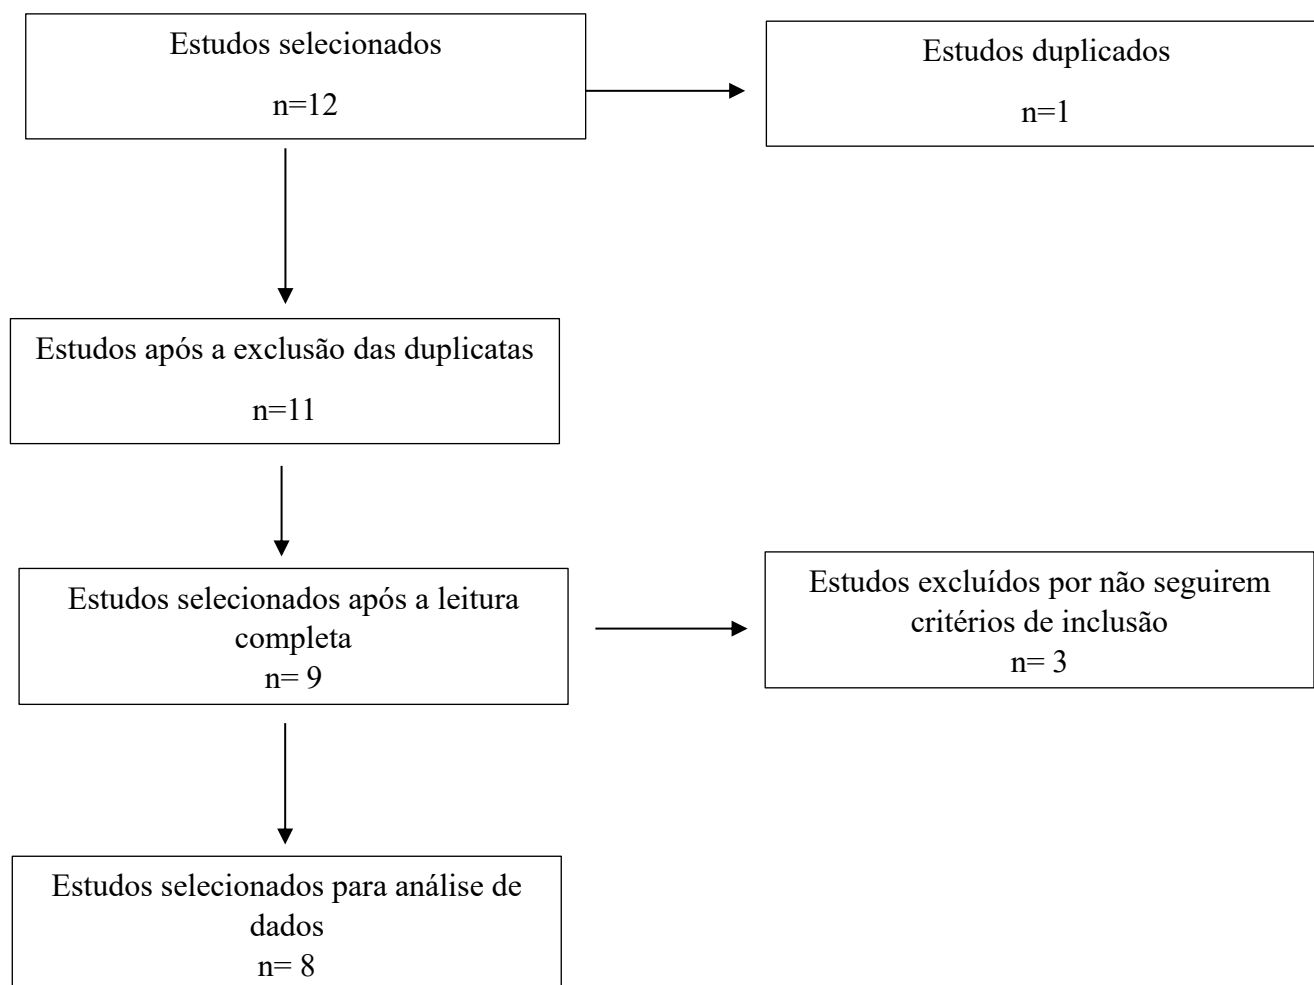 Estudos selecionados
n=12
Estudos duplicados
n=1
Estudos após a exclusão das duplicatas
n=11
Estudos selecionados após a leitura
completa
n= 9
Estudos excluídos por não seguirem
critérios de inclusão
n= 3
Estudos selecionados para análise de
dados
n= 8